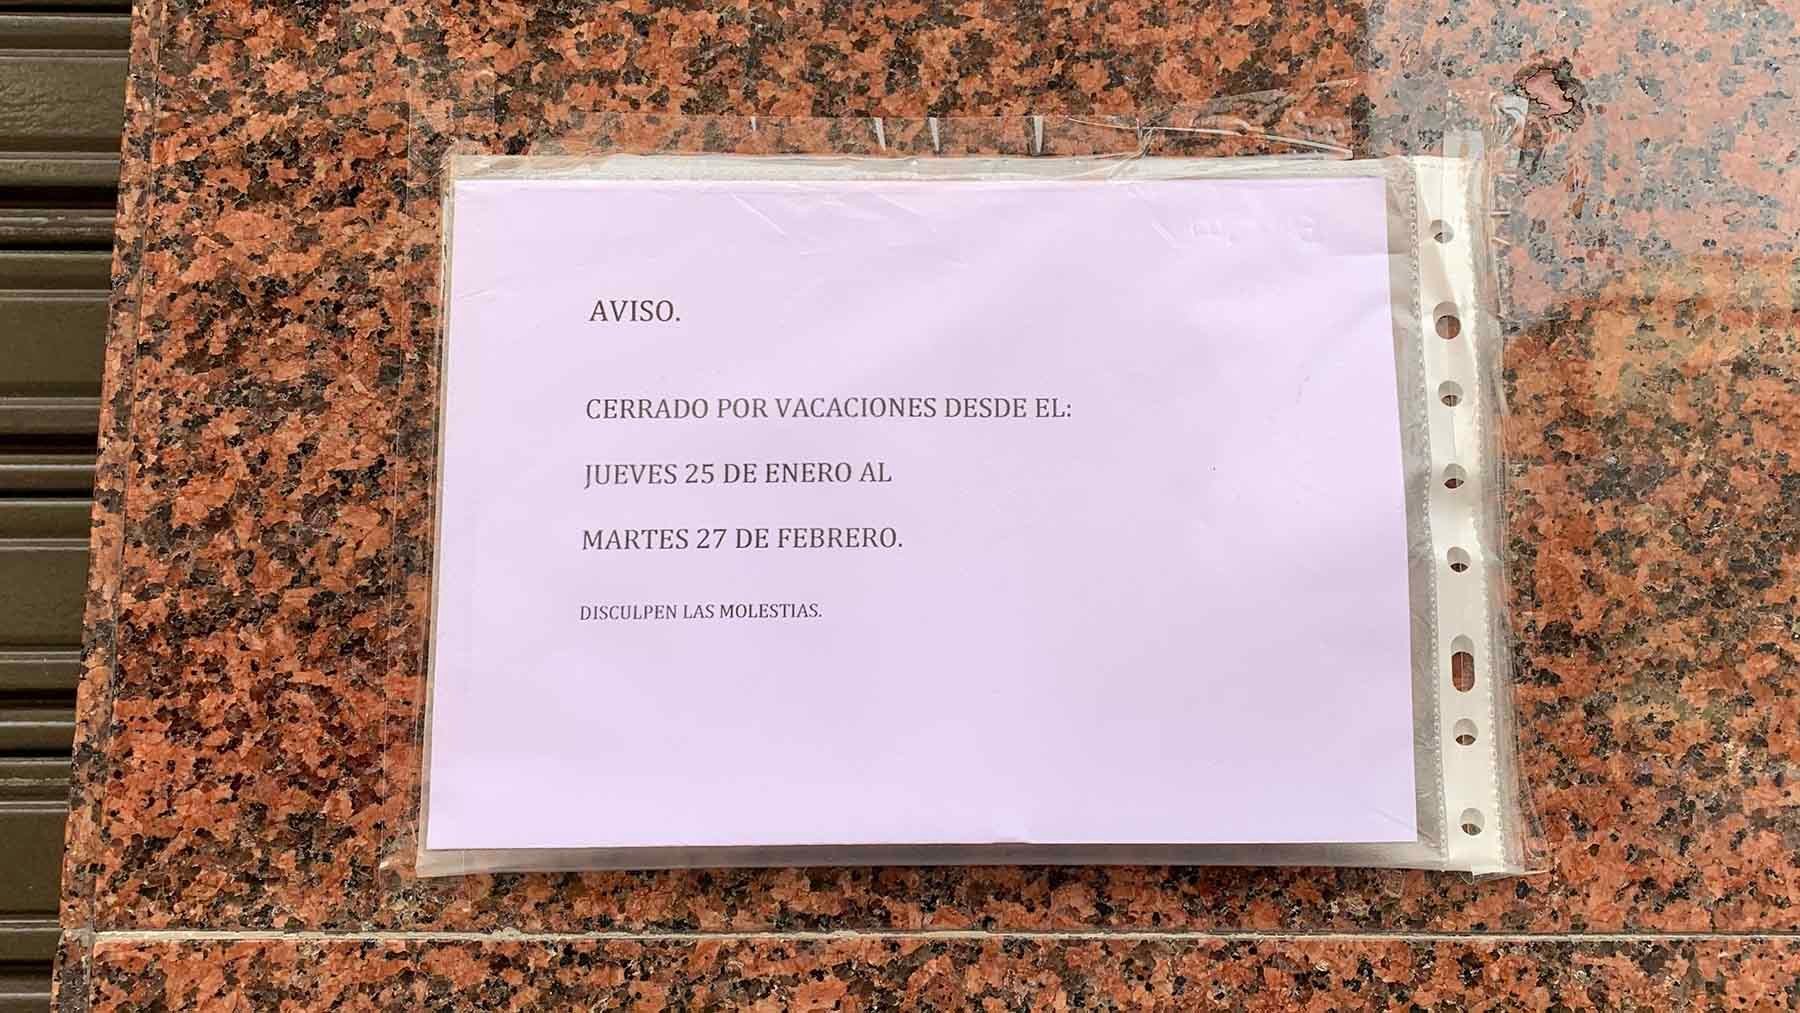 AVISO.
CERRADO POR VACACIONES DESDE EL:
JUEVES 25 DE ENERO AL
MARTES 27 DE FEBRERO.
DISCULPEN LAS MOLESTIAS.